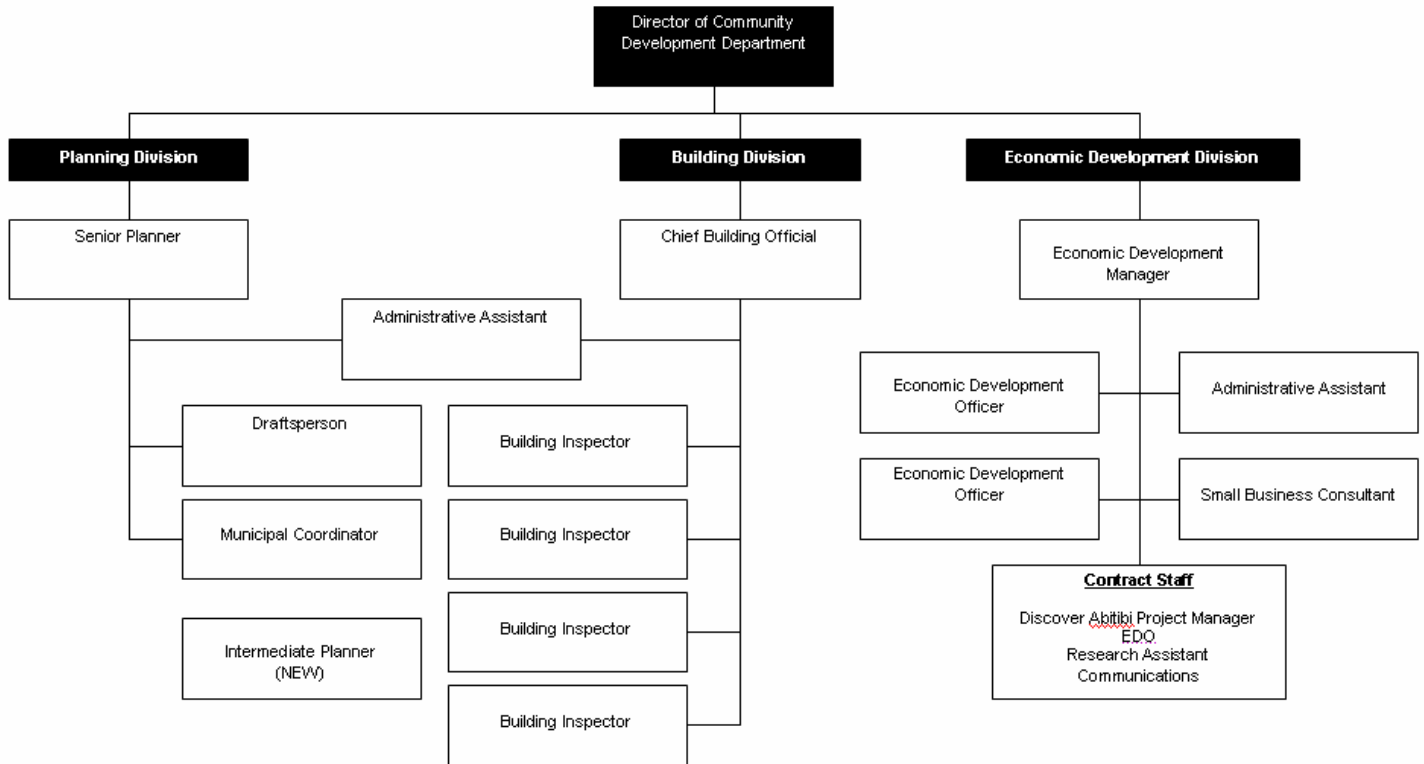 Director of Community
Development Department
Planning Division
Building Division
Economic Development Division
Senior Planner
Chief Building Official
Economic Development
Manager
Administrative Assistant
Economic Development
Officer
Administrative Assistant
Draftsperson
Building Inspector
Economic Development
Officer
Small Business Consultant
Municipal Coordinator
Building Inspector
Contract Staff
Discover Abitibi Project Manager
EDO
Research Assistant
Communications
Building Inspector
Intermediate Planner
(NEW)
Building Inspector